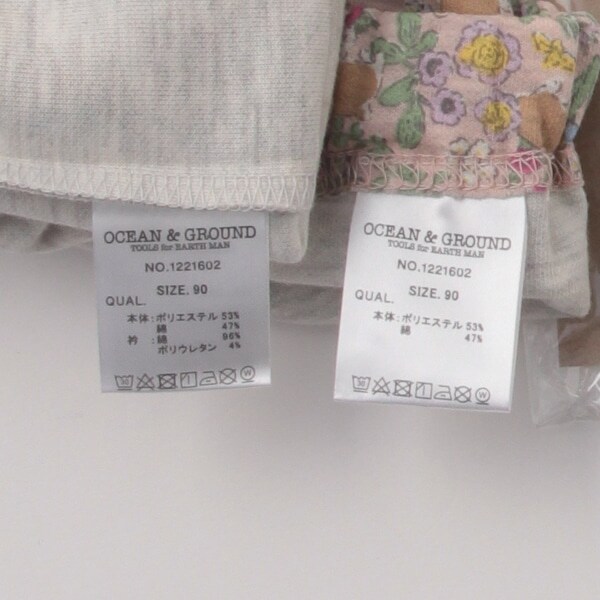 OCEAN & GROUND
TOOLS for EARTH MAN
NO.1221602
SIZE. 90
QUAL.
本体:ポリエステル 53%
綿 47%
衿 :綿 96%
ポリウレタン 4%
OCEAN & GROUND
TOOLS for EARTH MAN
NO.1221602
SIZE. 90
QUAL.
本体:ポリエステル 53%
綿 47%